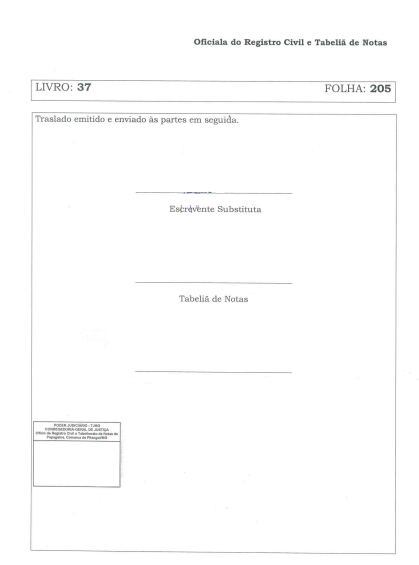 Oficiala do Registro Civil e Tabeliã de Notas
LIVRO: 37 FOLHA: 205
Traslado emitido e enviado às partes em seguida.
Escrevente Substituta
Tabeliã de Notas
PODER JUDICIÁRIO - TJMG
CORREGEDORIA-GERAL DE JUSTIÇA
Ofício do Registro Civil e Tabelionato de Notas de
Papagaios, Comarca de Pitangui/MG